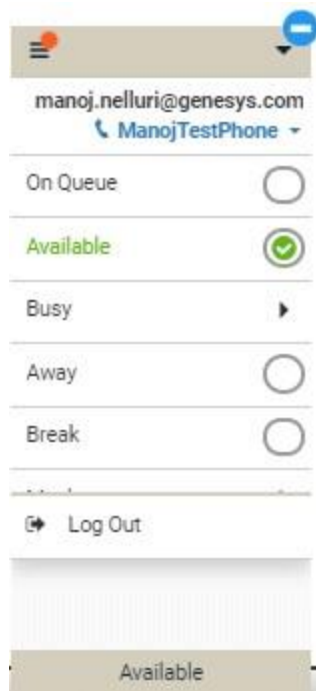 manoj.nelluri@genesys.com
ManojTestPhone
On Queue
Available
Busy
Away
Break
Log Out
Available